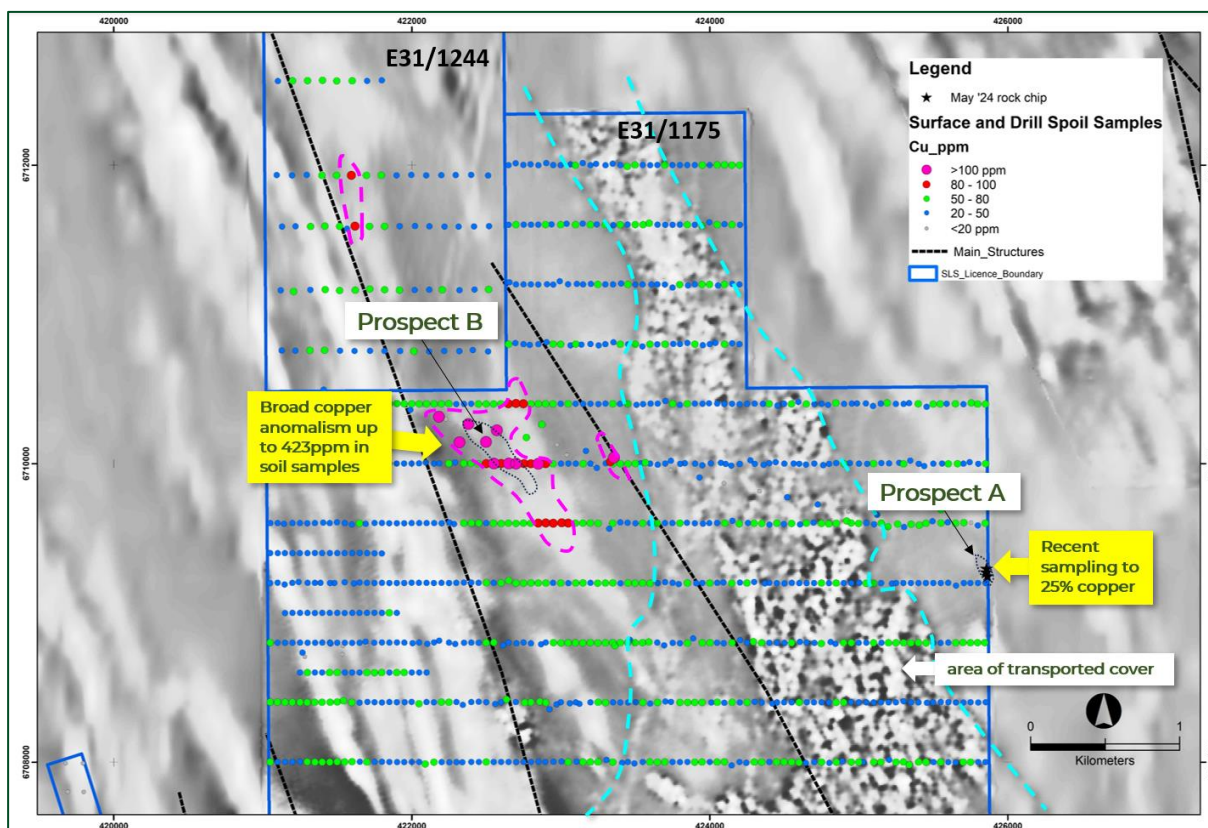 420000
422000
424000
426000
E31/1244
E31/1175
Legend
May '24 rock chip
Surface and Drill Spoil Samples
Cu_ppm
>100 ppm
80 - 100
50 - 80
20 - 50
<20 ppm
Main_Structures
SLS_Licence_Boundary
6712000
6712000
Prospect B
Broad copper
anomalism up
to 423ppm in
soil samples
6710000
6710000
Prospect A
Recent
sampling to
25% copper
area of transported cover
0
1
Kilometers
6708000
6708000
420000
422000
424000
426000